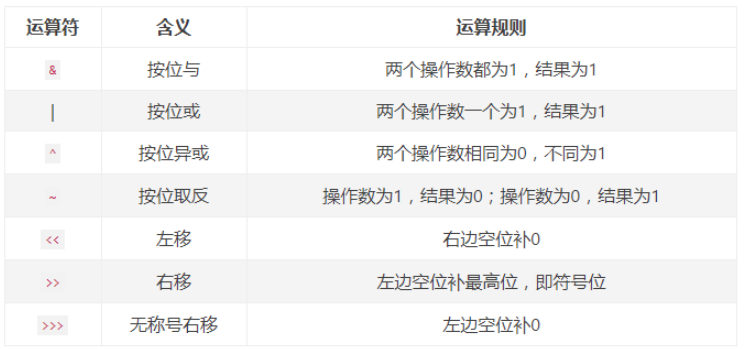 运算符 含义 运算规则
& 按位与 两个操作数都为1，结果为1
| 按位或 两个操作数一个为1，结果为1
^ 按位异或 两个操作数相同为0，不同为1
~ 按位取反 操作数为1，结果为0；操作数为0，结果为1
<< 左移 右边空位补0
>> 右移 左边空位补最高位，即符号位
>>> 无称号右移 左边空位补0